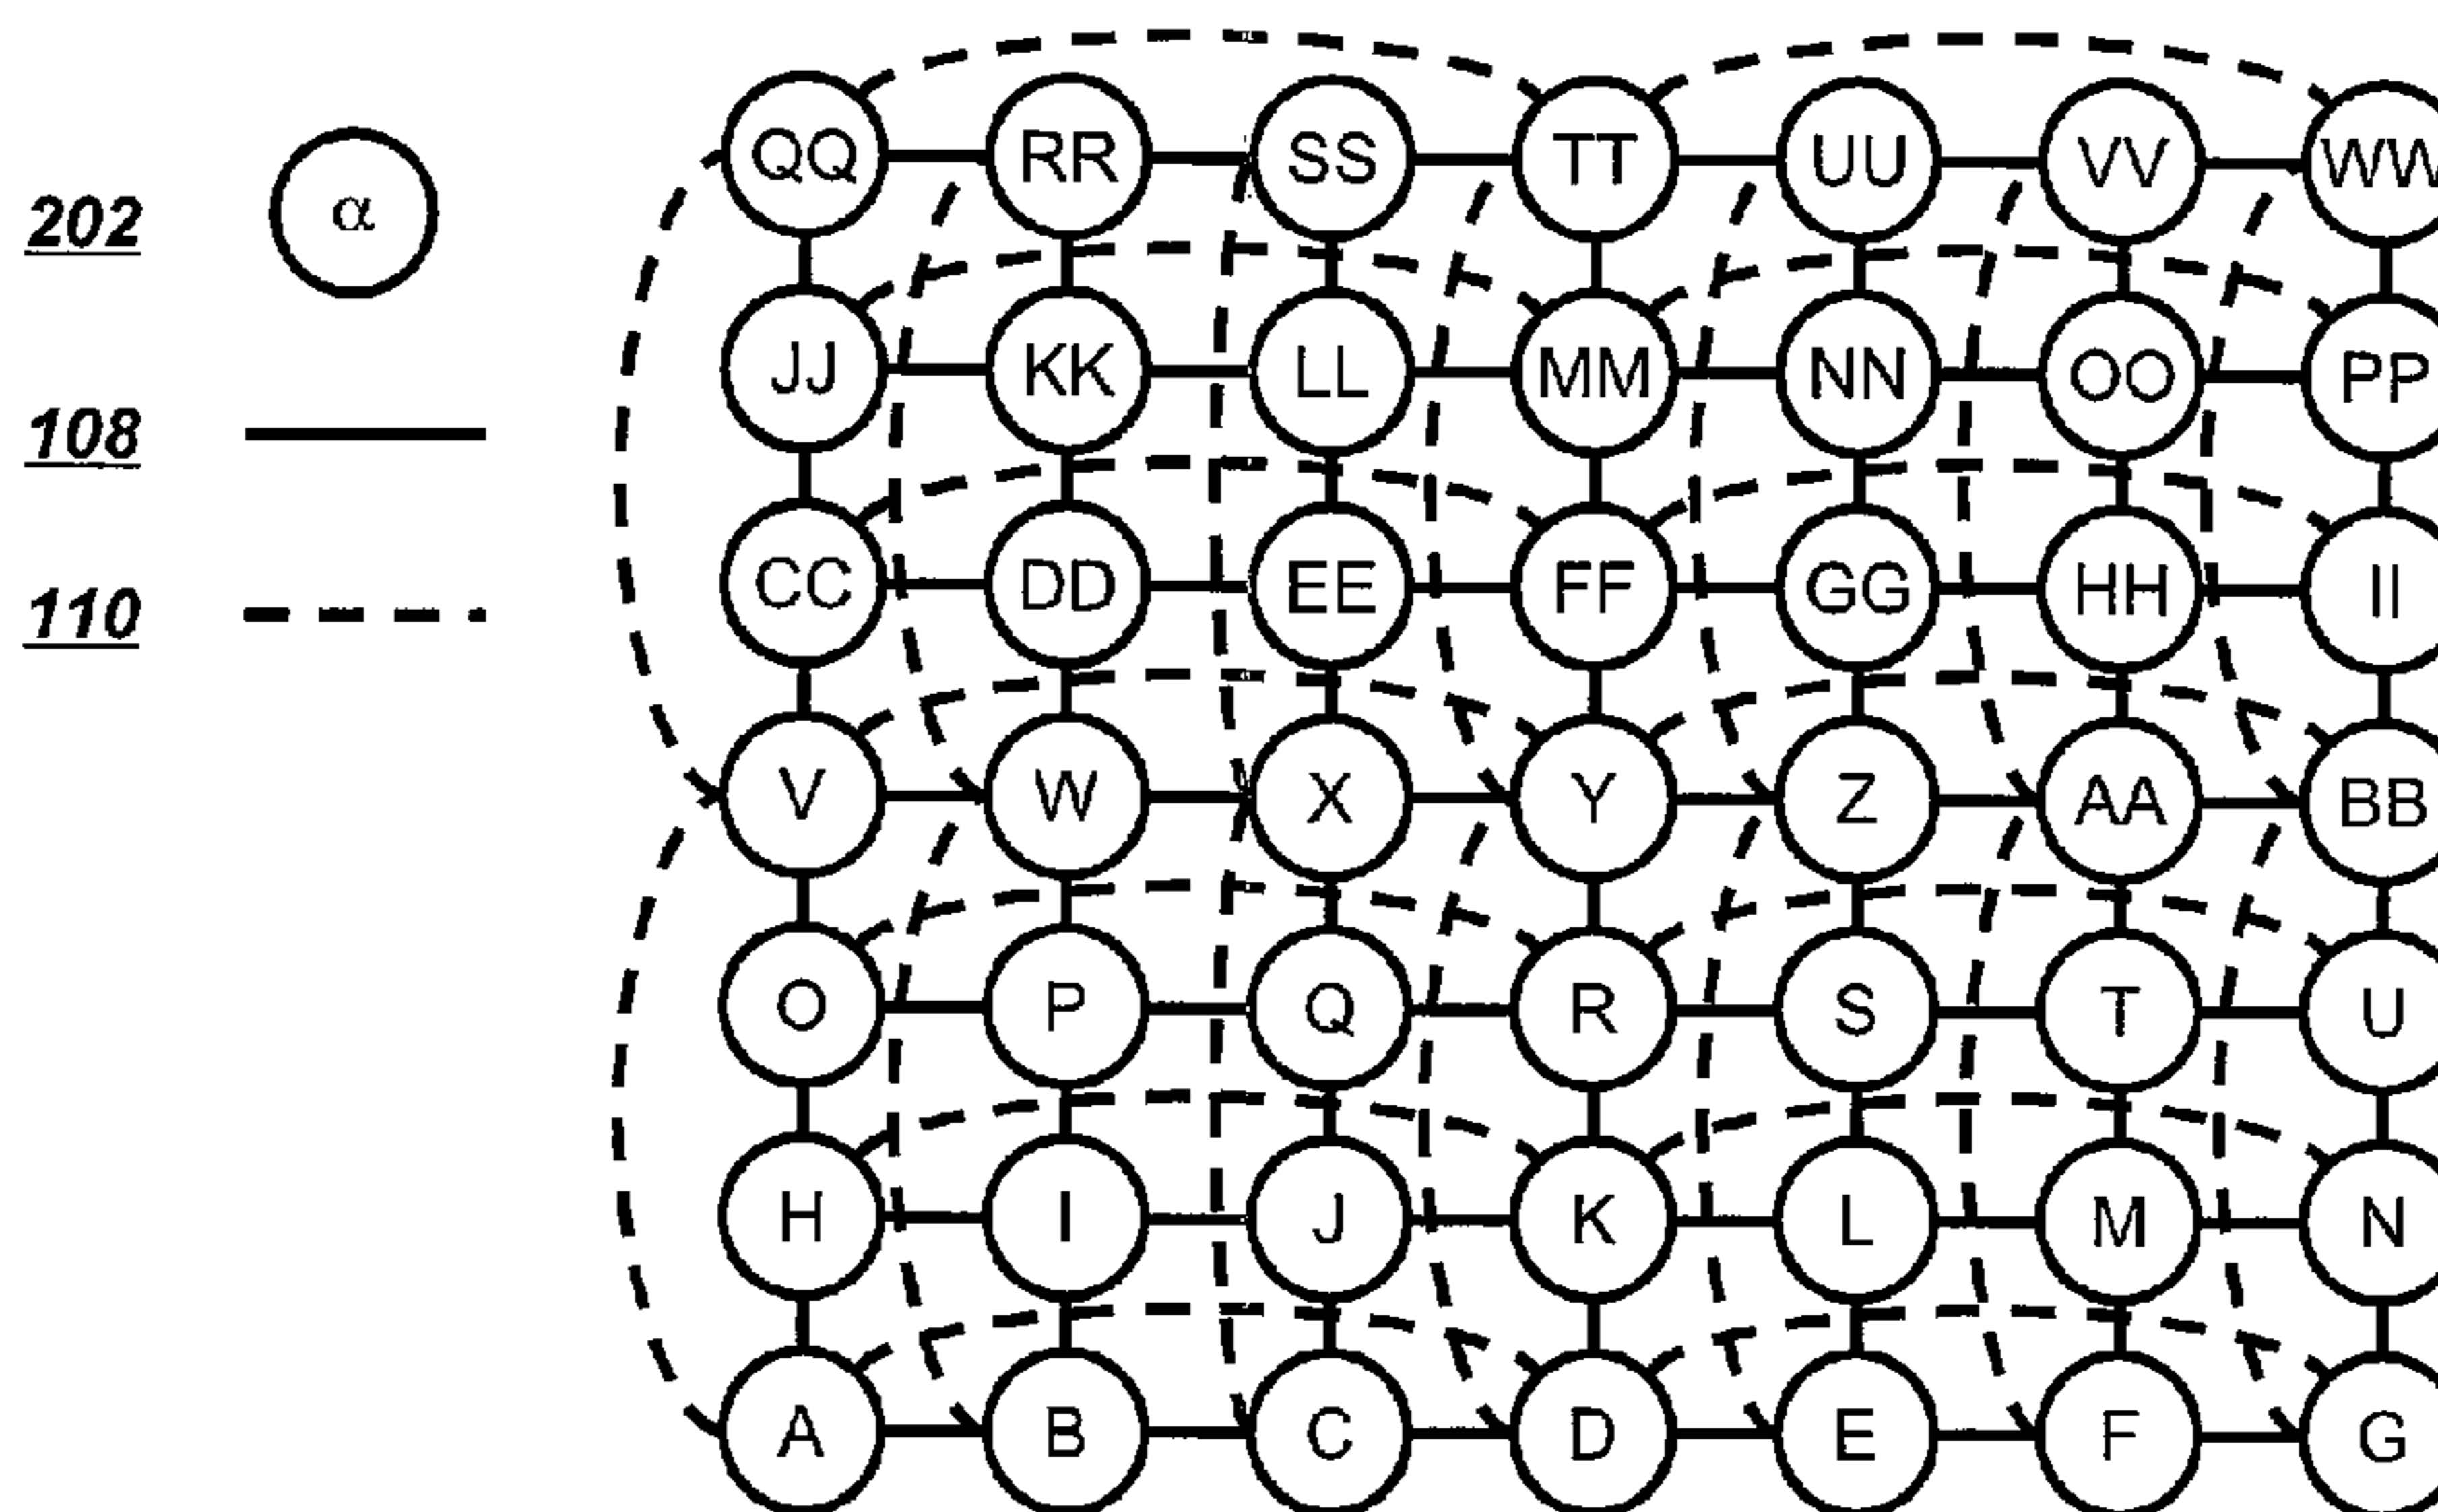 202 α
108
110
QQ RR SS TT UU VV WW
JJ KK LL MM NN OO PP
CC DD EE FF GG HH II
V W X Y Z AA BB
O P Q R S T U
H I J K L M N
A B C D E F G